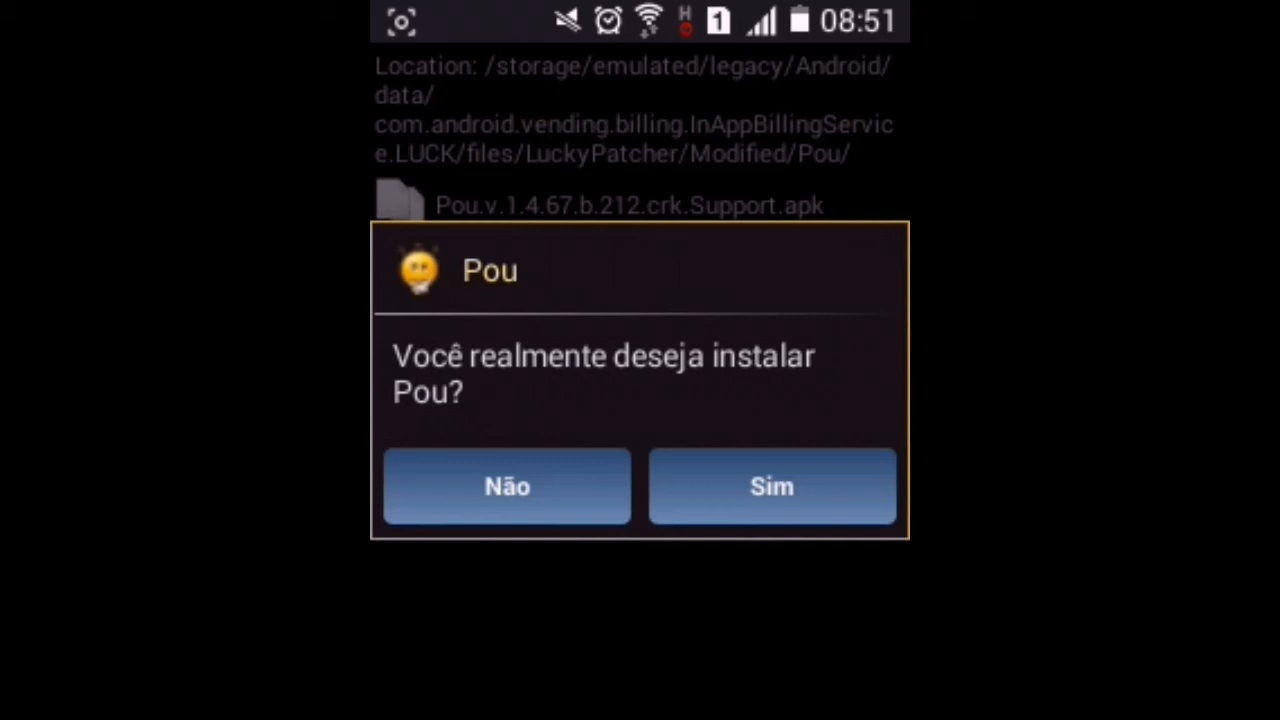 H 1 08:51
Location: /storage/emulated/legacy/Android/
data/
com.android.vending.billing.InAppBillingServic
e.LUCK/files/LuckyPatcher/Modified/Pou/
Pou.v.1.4.67.b.212.crk.Support.apk
Pou
Você realmente deseja instalar
Pou?
Não Sim